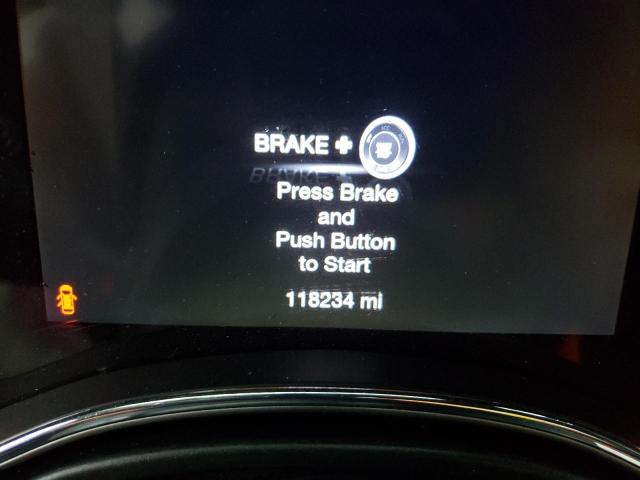 BRAKE +
Press Brake
and
Push Button
to Start
118234 mi